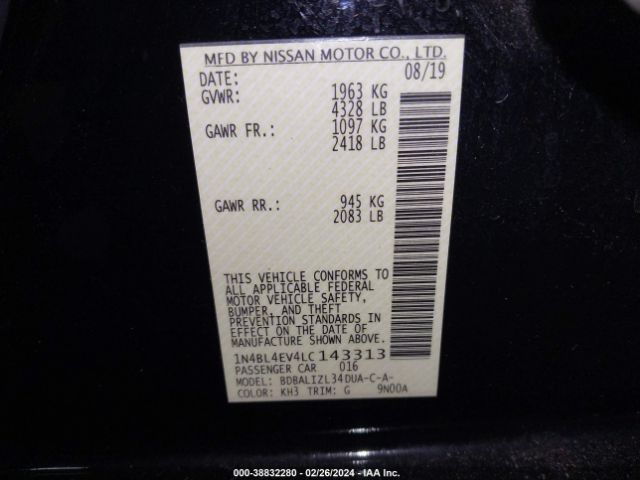 MFD BY NISSAN MOTOR CO., LTD.
DATE: 08/19
GVWR: 1963 KG
4328 LB
GAWR FR.: 1097 KG
2418 LB
GAWR RR.: 945 KG
2083 LB
THIS VEHICLE CONFORMS TO
ALL APPLICABLE FEDERAL
MOTOR VEHICLE SAFETY,
BUMPER, AND THEFT
PREVENTION STANDARDS IN
EFFECT ON THE DATE OF
MANUFACTURE SHOWN ABOVE.
1N4BL4EV4LC143313
PASSENGER CAR 016
MODEL: BDBALIZL34DUA-C-A-
COLOR: KH3 TRIM: G 9N00A
000-38832280 - 02/26/2024 - IAA Inc.